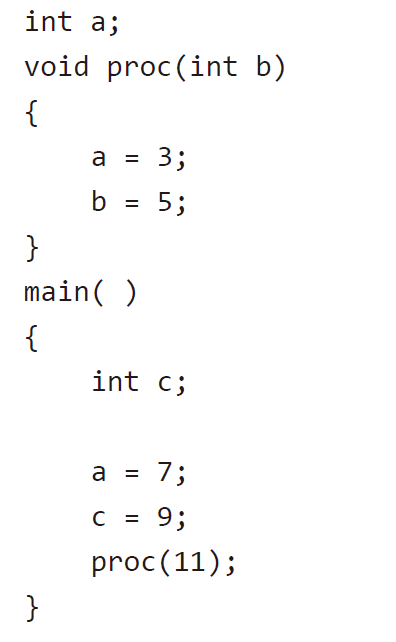 int a;
void proc(int b)
{
    a = 3;
    b = 5;
}
main( )
{
    int c;

    a = 7;
    c = 9;
    proc(11);
}